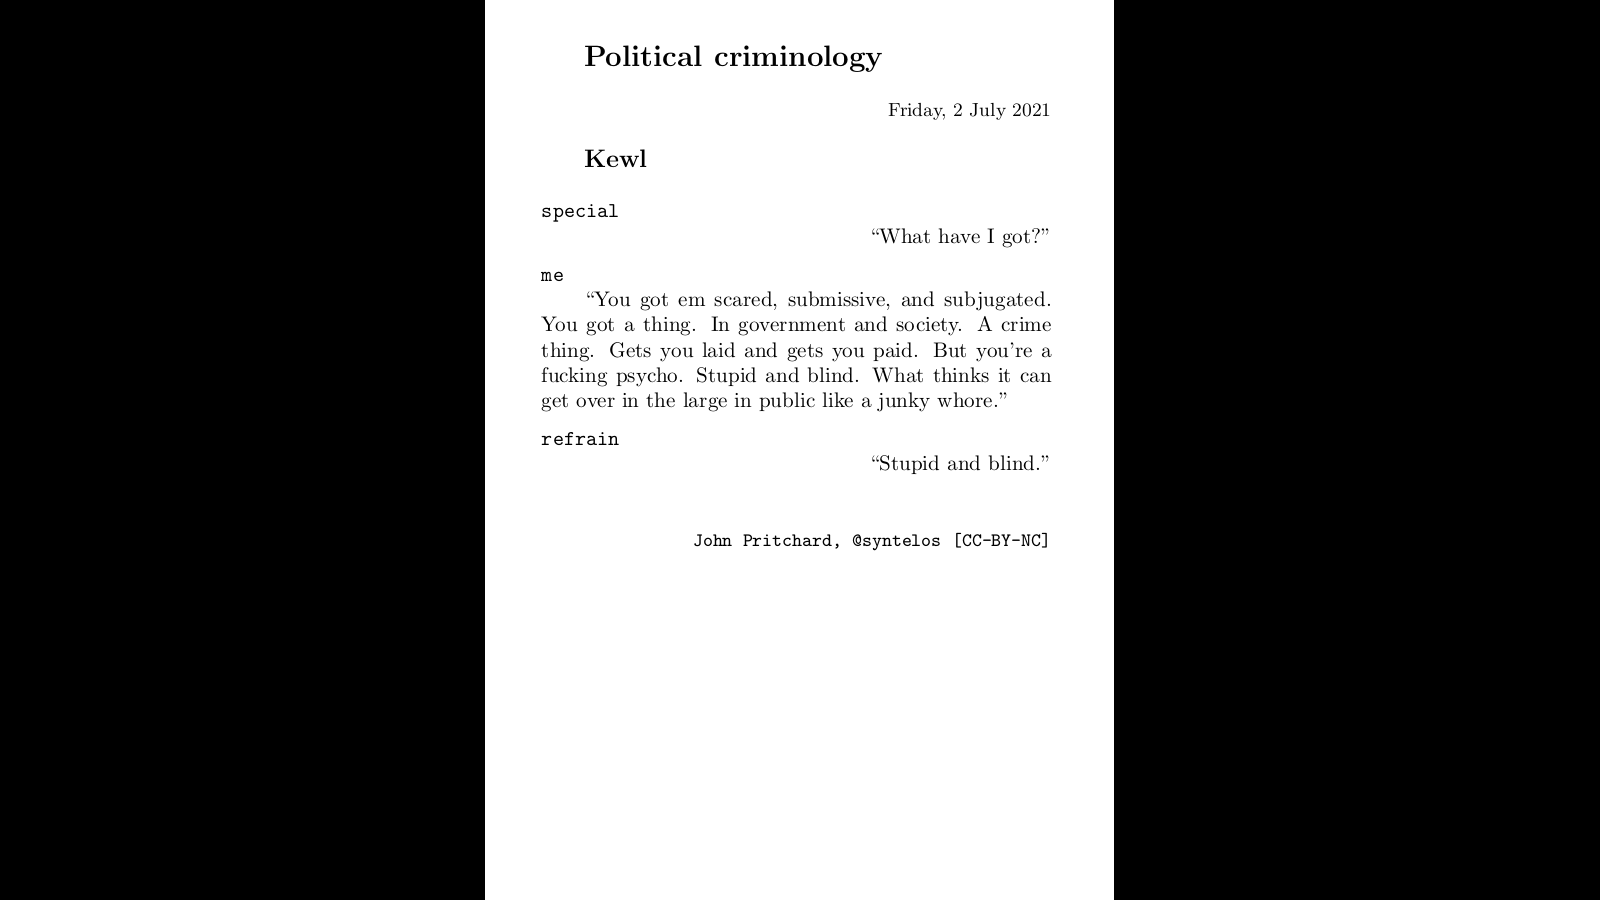 Political criminology
Friday, 2 July 2021
Kewl
special
“What have I got?”
me
“You got em scared, submissive, and subjugated.
You got a thing. In government and society. A crime
thing. Gets you laid and gets you paid. But you’re a
fucking psycho. Stupid and blind. What thinks it can
get over in the large in public like a junky whore.”
refrain
“Stupid and blind.”
John Pritchard, @syntelos [CC-BY-NC]